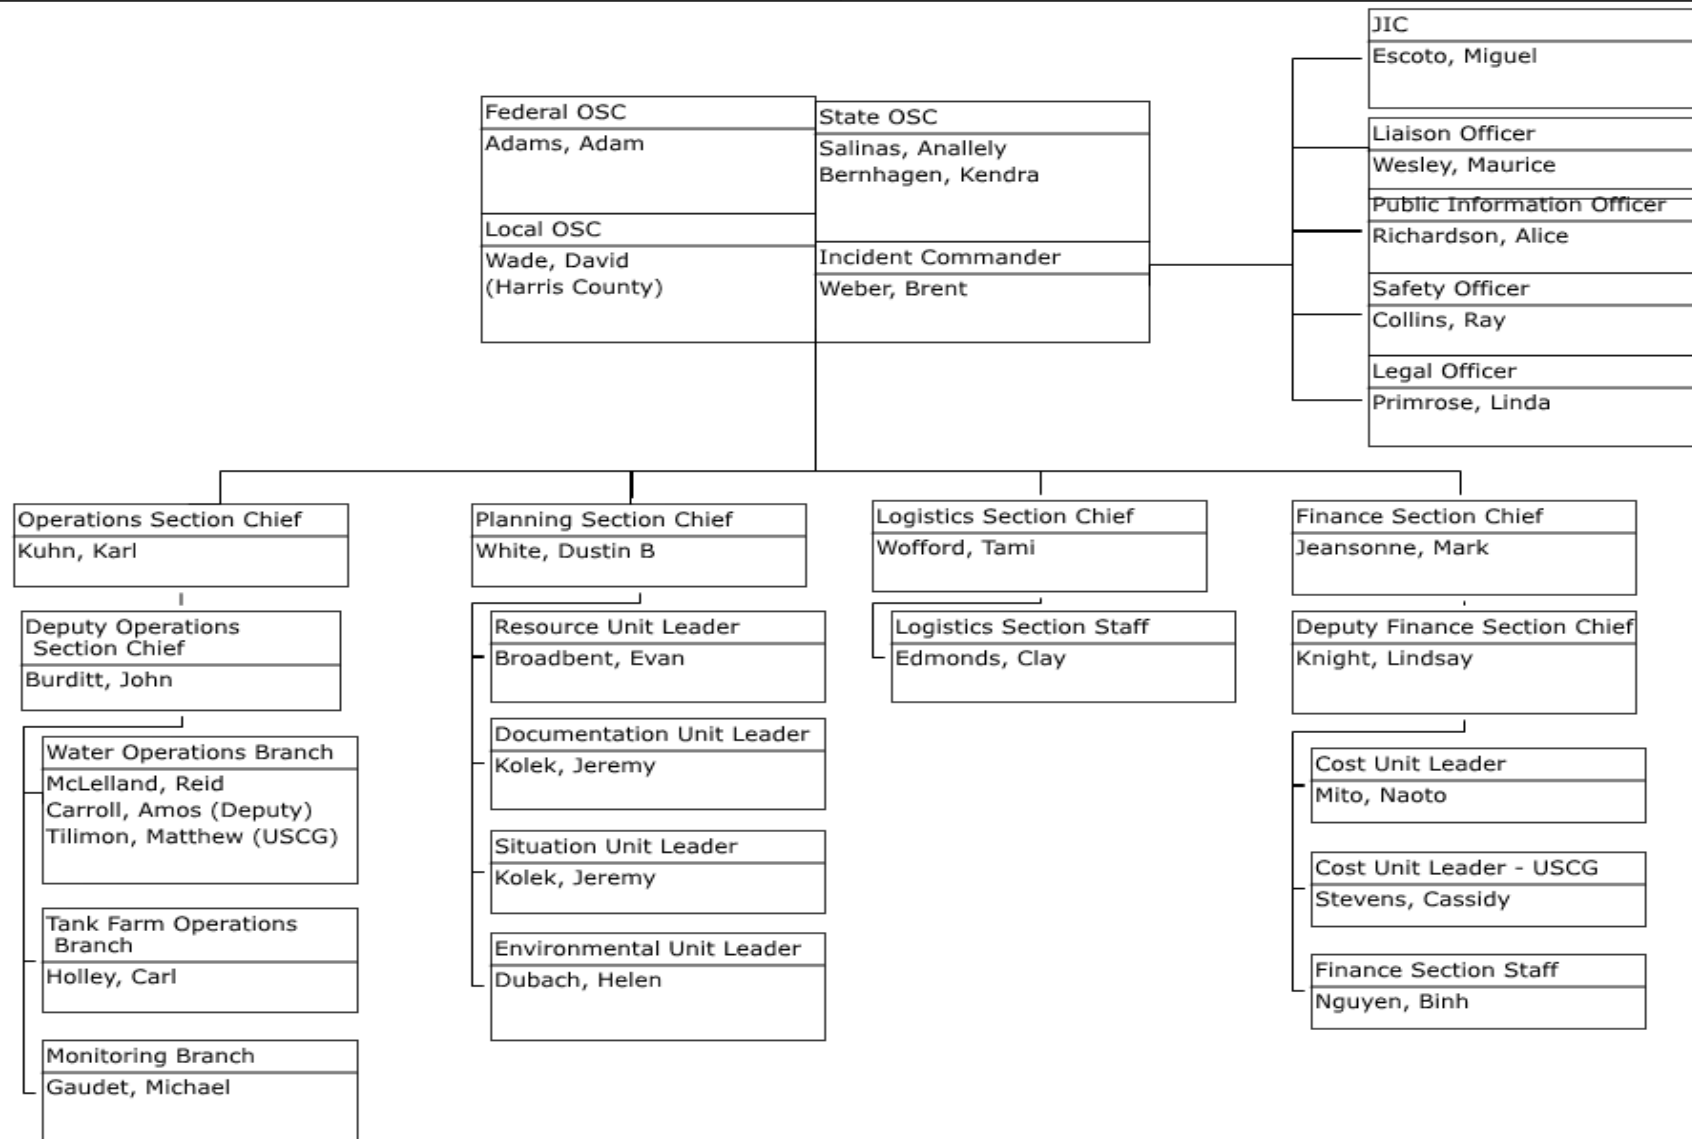 JIC
Escoto, Miguel
Federal OSC
Adams, Adam
State OSC
Salinas, Anallely
Bernhagen, Kendra
Liaison Officer
Wesley, Maurice
Public Information Officer
Richardson, Alice
Local OSC
Wade, David
(Harris County)
Incident Commander
Weber, Brent
Safety Officer
Collins, Ray
Legal Officer
Primrose, Linda
Operations Section Chief
Kuhn, Karl
Deputy Operations
Section Chief
Burditt, John
Water Operations Branch
McLelland, Reid
Carroll, Amos (Deputy)
Tilimon, Matthew (USCG)
Tank Farm Operations
Branch
Holley, Carl
Monitoring Branch
Gaudet, Michael
Planning Section Chief
White, Dustin B
Resource Unit Leader
Broadbent, Evan
Documentation Unit Leader
Kolek, Jeremy
Situation Unit Leader
Kolek, Jeremy
Environmental Unit Leader
Dubach, Helen
Logistics Section Chief
Wofford, Tami
Logistics Section Staff
Edmonds, Clay
Finance Section Chief
Jeansonne, Mark
Deputy Finance Section Chief
Knight, Lindsay
Cost Unit Leader
Mito, Naoto
Cost Unit Leader - USCG
Stevens, Cassidy
Finance Section Staff
Nguyen, Binh